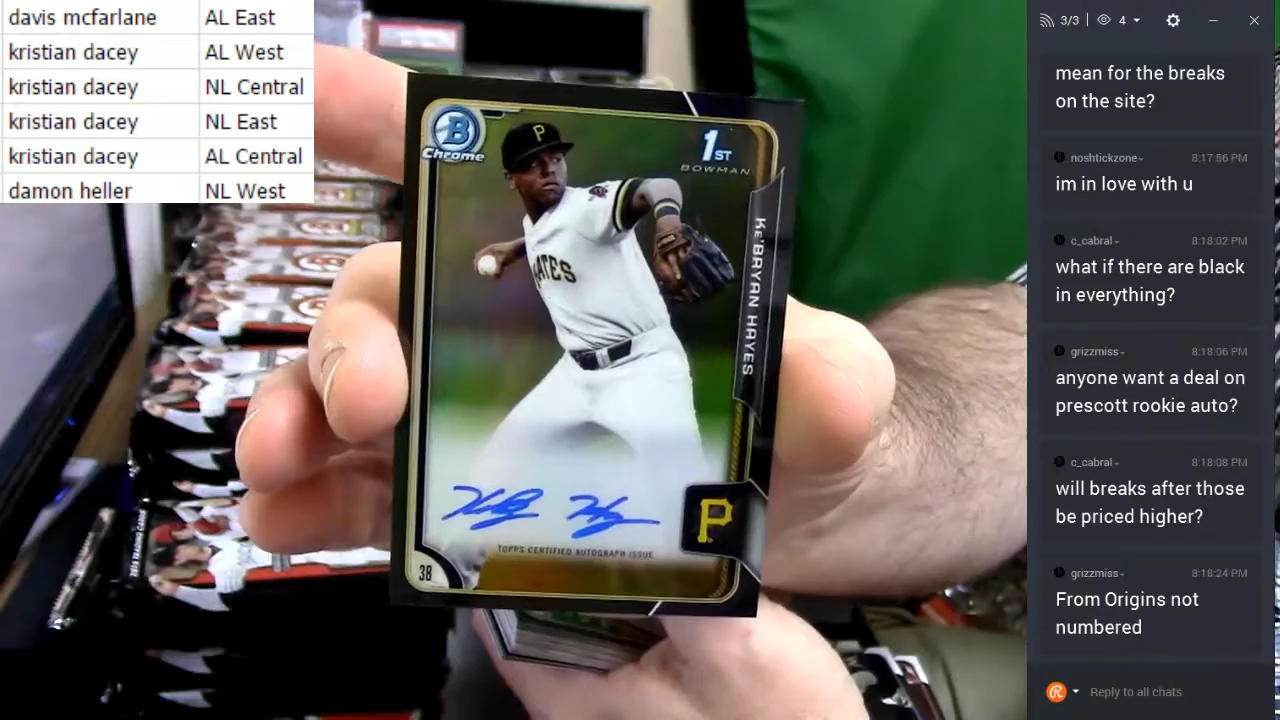 davis mcfarlane AL East
kristian dacey AL West
kristian dacey NL Central
kristian dacey NL East
kristian dacey AL Central
damon heller NL West
B
Chrome
1ST
BOWMAN
P
KE'BRYAN HAYES
P
TOPPS CERTIFIED AUTOGRAPH ISSUE
38
3/3 4
mean for the breaks
on the site?
noshtickzone 8:17:56 PM
im in love with u
c_cabral 8:18:02 PM
what if there are black
in everything?
grizzmiss 8:18:06 PM
anyone want a deal on
prescott rookie auto?
c_cabral 8:18:08 PM
will breaks after those
be priced higher?
grizzmiss 8:18:24 PM
From Origins not
numbered
Reply to all chats